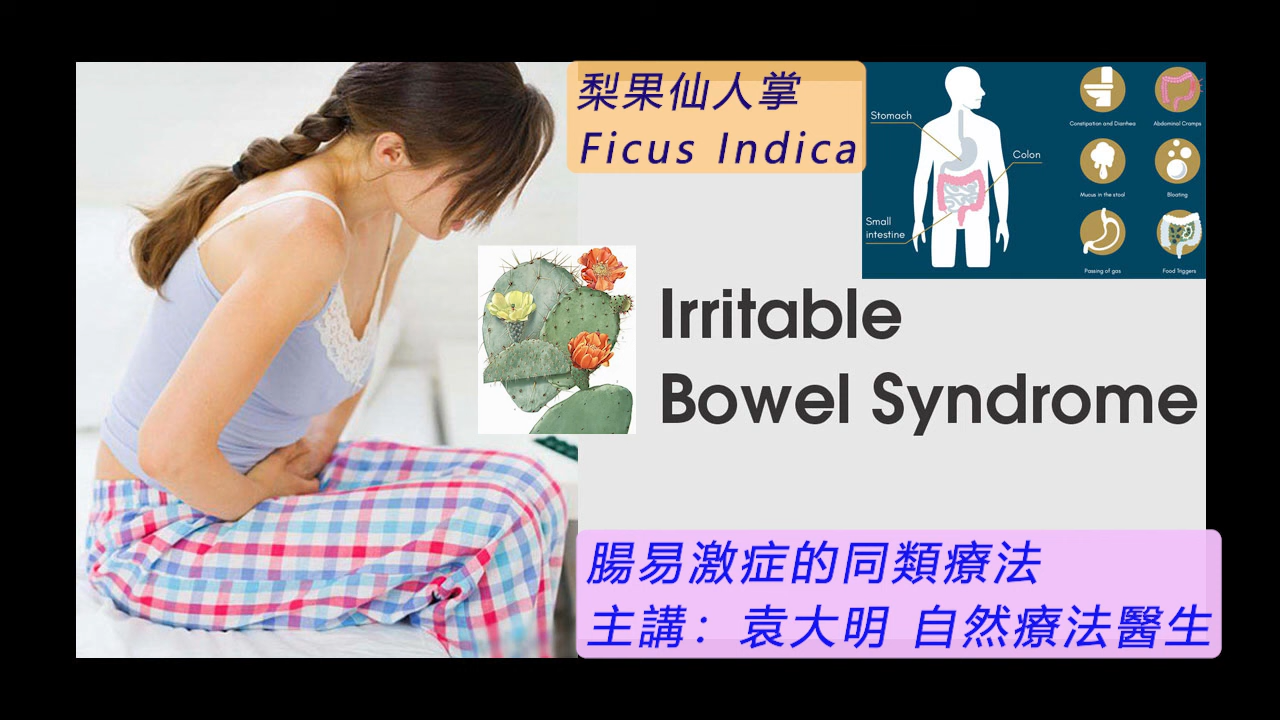 梨果仙人掌
Ficus Indica
Stomach
Colon
Small
intestine
Constipation and Diarrhea
Abdominal Cramps
Mucus in the stool
Bloating
Passing of gas
Food Triggers
Irritable
Bowel Syndrome
腸易激症的同類療法
主講：袁大明 自然療法醫生